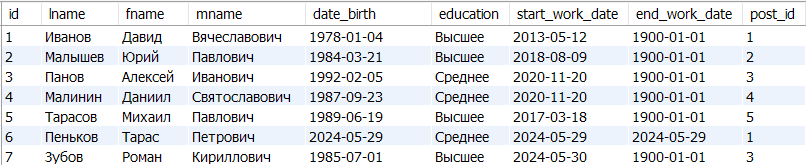 id lname fname mname date_birth education start_work_date end_work_date post_id
1 Иванов Давид Вячеславович 1978-01-04 Высшее 2013-05-12 1900-01-01 1
2 Малышев Юрий Павлович 1984-03-21 Высшее 2018-08-09 1900-01-01 2
3 Панов Алексей Иванович 1992-02-05 Среднее 2020-11-20 1900-01-01 3
4 Малинин Даниил Святославович 1987-09-23 Среднее 2020-11-20 1900-01-01 4
5 Тарасов Михаил Павлович 1989-06-19 Высшее 2017-03-18 1900-01-01 5
6 Пеньков Тарас Петрович 2024-05-29 Среднее 2024-05-29 2024-05-29 1
7 Зубов Роман Кириллович 1985-07-01 Высшее 2024-05-30 1900-01-01 3